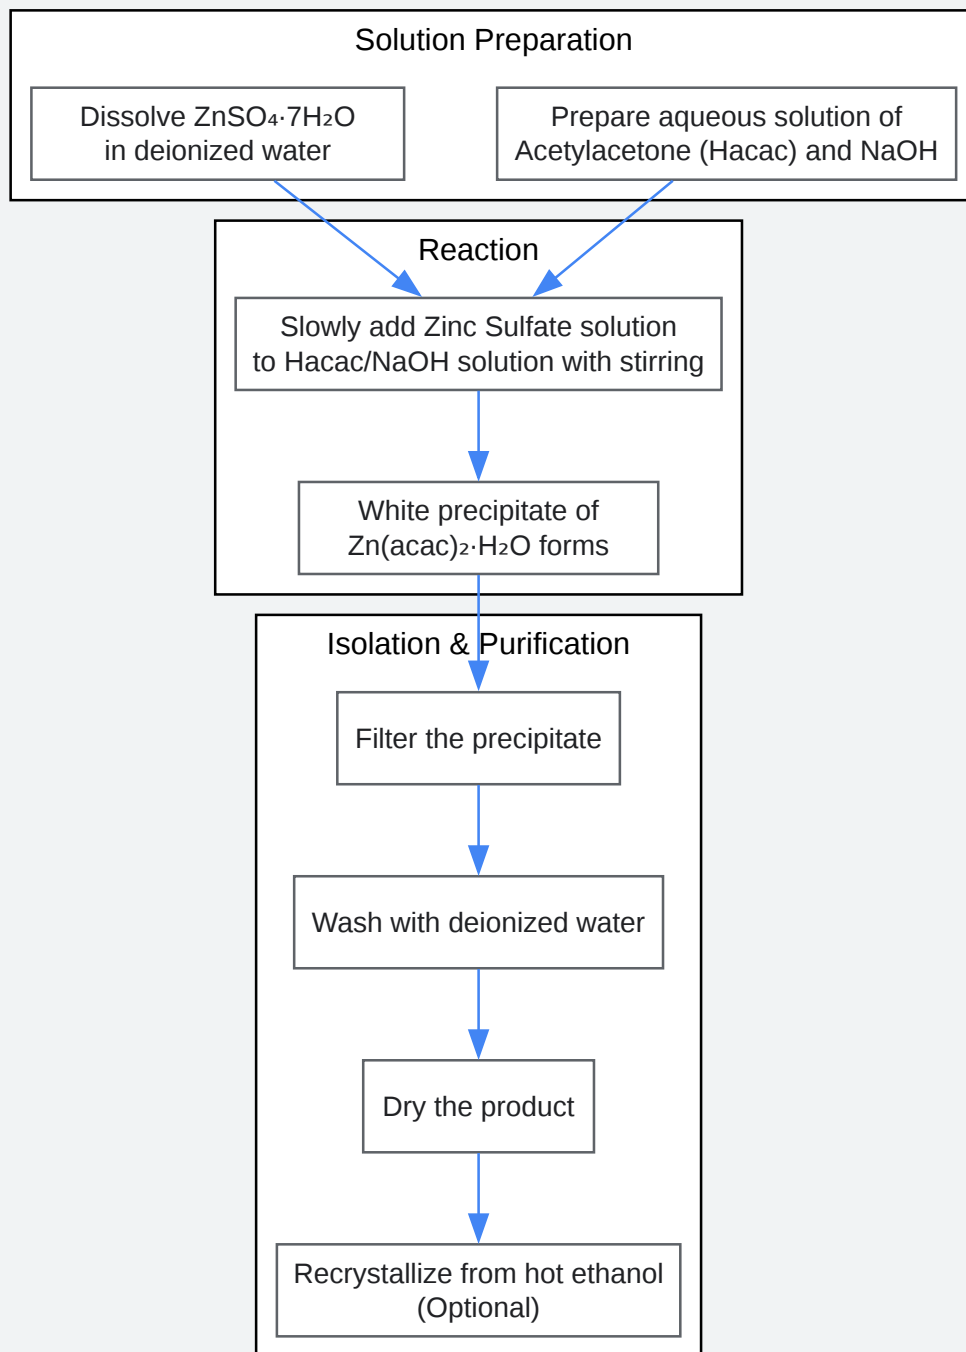 Solution Preparation
Dissolve ZnSO₄·7H₂O
in deionized water
Prepare aqueous solution of
Acetylacetone (Hacac) and NaOH
Reaction
Slowly add Zinc Sulfate solution
to Hacac/NaOH solution with stirring
White precipitate of
Zn(acac)₂·H₂O forms
Isolation & Purification
Filter the precipitate
Wash with deionized water
Dry the product
Recrystallize from hot ethanol
(Optional)